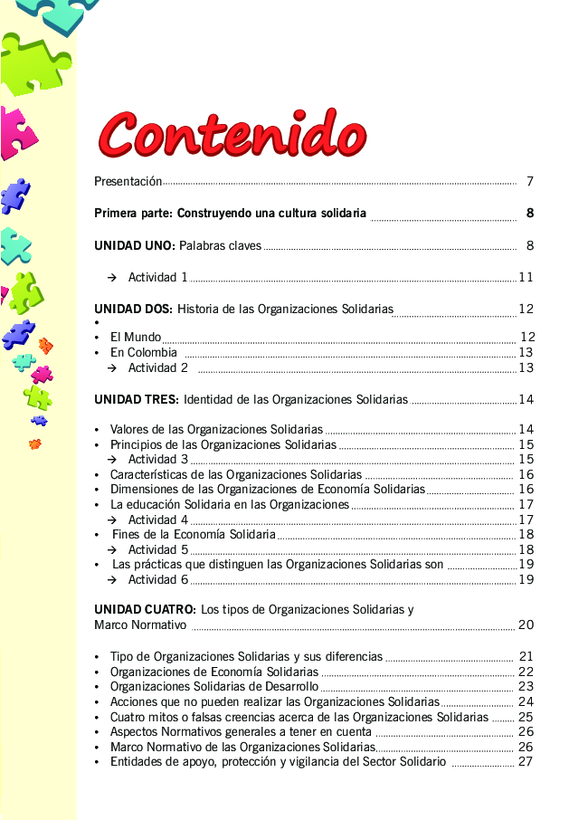 Contenido
Presentación 7
Primera parte: Construyendo una cultura solidaria 8
UNIDAD UNO: Palabras claves 8
→ Actividad 1 11
UNIDAD DOS: Historia de las Organizaciones Solidarias 12
•
• El Mundo 12
• En Colombia 13
→ Actividad 2 13
UNIDAD TRES: Identidad de las Organizaciones Solidarias 14
• Valores de las Organizaciones Solidarias 14
• Principios de las Organizaciones Solidarias 15
→ Actividad 3 15
• Características de las Organizaciones Solidarias 16
• Dimensiones de las Organizaciones de Economía Solidarias 16
• La educación Solidaria en las Organizaciones 17
→ Actividad 4 17
• Fines de la Economía Solidaria 18
→ Actividad 5 18
• Las prácticas que distinguen las Organizaciones Solidarias son 19
→ Actividad 6 19
UNIDAD CUATRO: Los tipos de Organizaciones Solidarias y
Marco Normativo 20
• Tipo de Organizaciones Solidarias y sus diferencias 21
• Organizaciones de Economía Solidarias 22
• Organizaciones Solidarias de Desarrollo 23
• Acciones que no pueden realizar las Organizaciones Solidarias 24
• Cuatro mitos o falsas creencias acerca de las Organizaciones Solidarias 25
• Aspectos Normativos generales a tener en cuenta 26
• Marco Normativo de las Organizaciones Solidarias 26
• Entidades de apoyo, protección y vigilancia del Sector Solidario 27